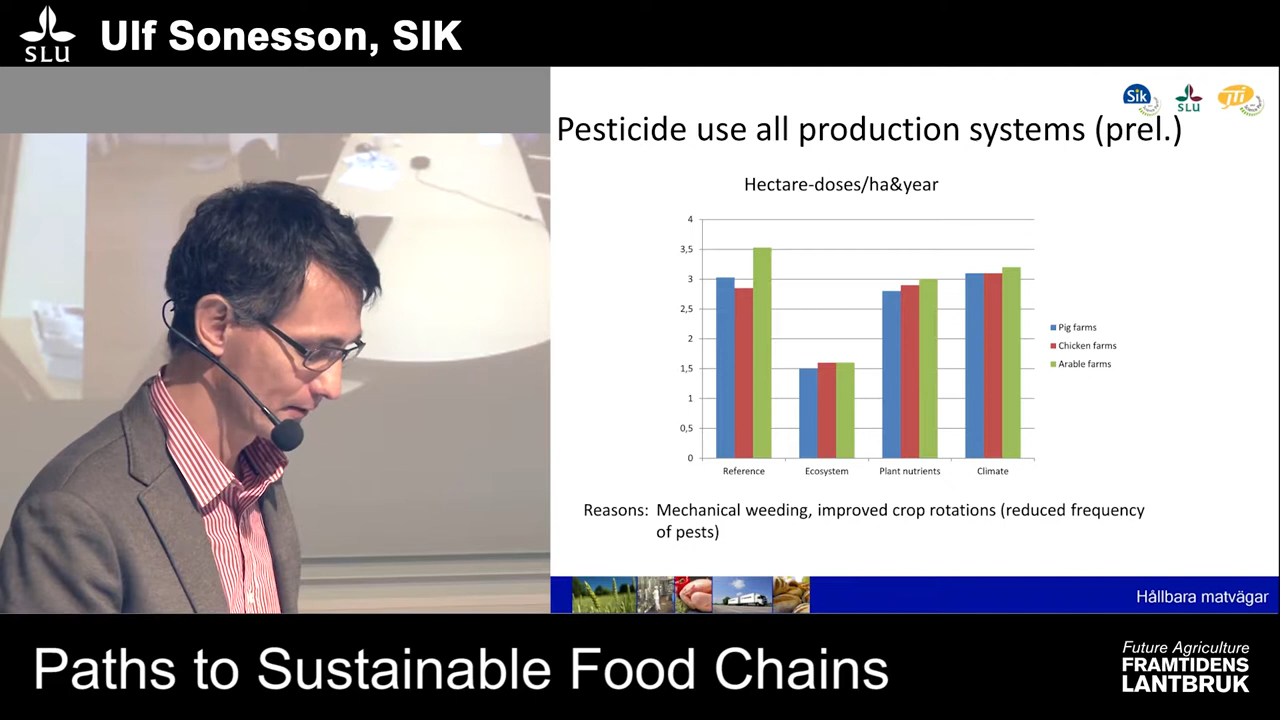 SLU
Ulf Sonesson, SIK
Sik
SLU
jti
Pesticide use all production systems (prel.)
Hectare-doses/ha&year
4
3,5
3
2,5
2
1,5
1
0,5
0
Reference
Ecosystem
Plant nutrients
Climate
Pig farms
Chicken farms
Arable farms
Reasons: Mechanical weeding, improved crop rotations (reduced frequency
of pests)
Hållbara matvägar
Paths to Sustainable Food Chains
Future Agriculture
FRAMTIDENS
LANTBRUK